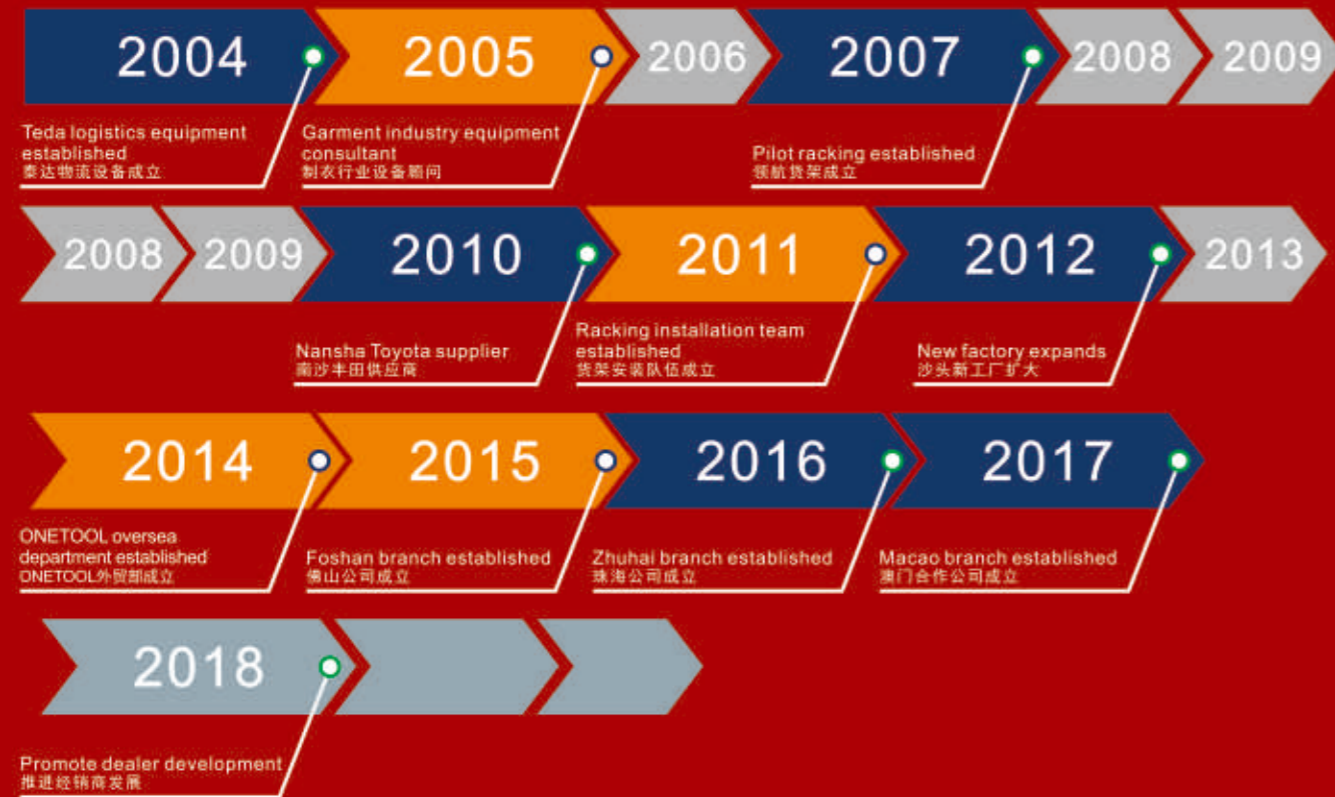 2004
2005
2006
2007
2008
2009
Teda logistics equipment
established
泰达物流设备成立
Garment industry equipment
consultant
制衣行业设备顾问
Pilot racking established
领航货架成立
2008
2009
2010
2011
2012
2013
Nansha Toyota supplier
南沙丰田供应商
Racking installation team
established
货架安装队伍成立
New factory expands
沙头新工厂扩大
2014
2015
2016
2017
ONETOOL oversea
department established
ONETOOL外贸部成立
Foshan branch established
佛山公司成立
Zhuhai branch established
珠海公司成立
Macao branch established
澳门合作公司成立
2018
Promote dealer development
推进经销商发展